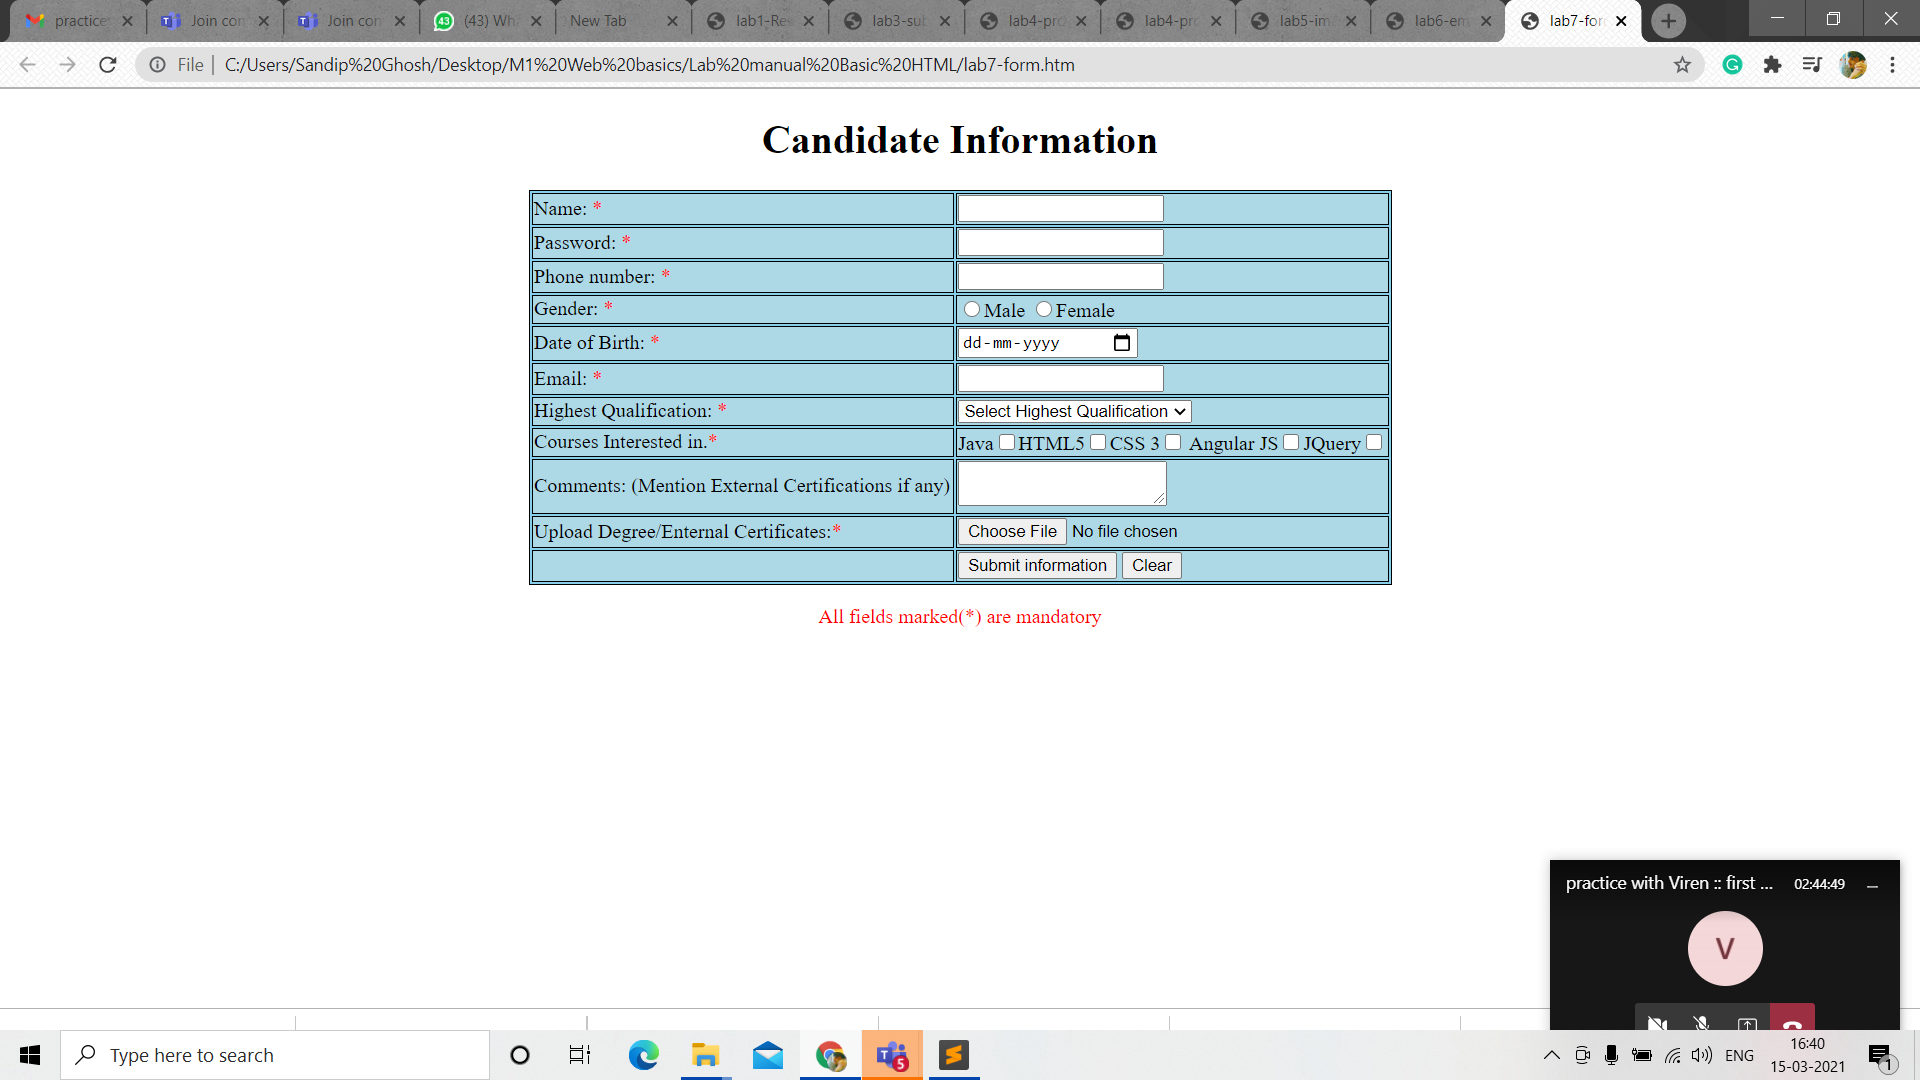 practice Join con Join con (43) Wh New Tab lab1-Re lab3-sul lab4-pro lab4-pro lab5-im lab6-em lab7-for
File C:/Users/Sandip%20Ghosh/Desktop/M1%20Web%20basics/Lab%20manual%20Basic%20HTML/lab7-form.htm
Candidate Information
Name: *
Password: *
Phone number: *
Gender: * Male Female
Date of Birth: * dd-mm-yyyy
Email: *
Highest Qualification: * Select Highest Qualification
Courses Interested in.* Java HTML5 CSS 3 Angular JS JQuery
Comments: (Mention External Certifications if any)
Upload Degree/Enternal Certificates:* Choose File No file chosen
Submit information Clear
All fields marked(*) are mandatory
practice with Viren :: first ... 02:44:49
V
Type here to search
5
ENG
16:40
15-03-2021
1